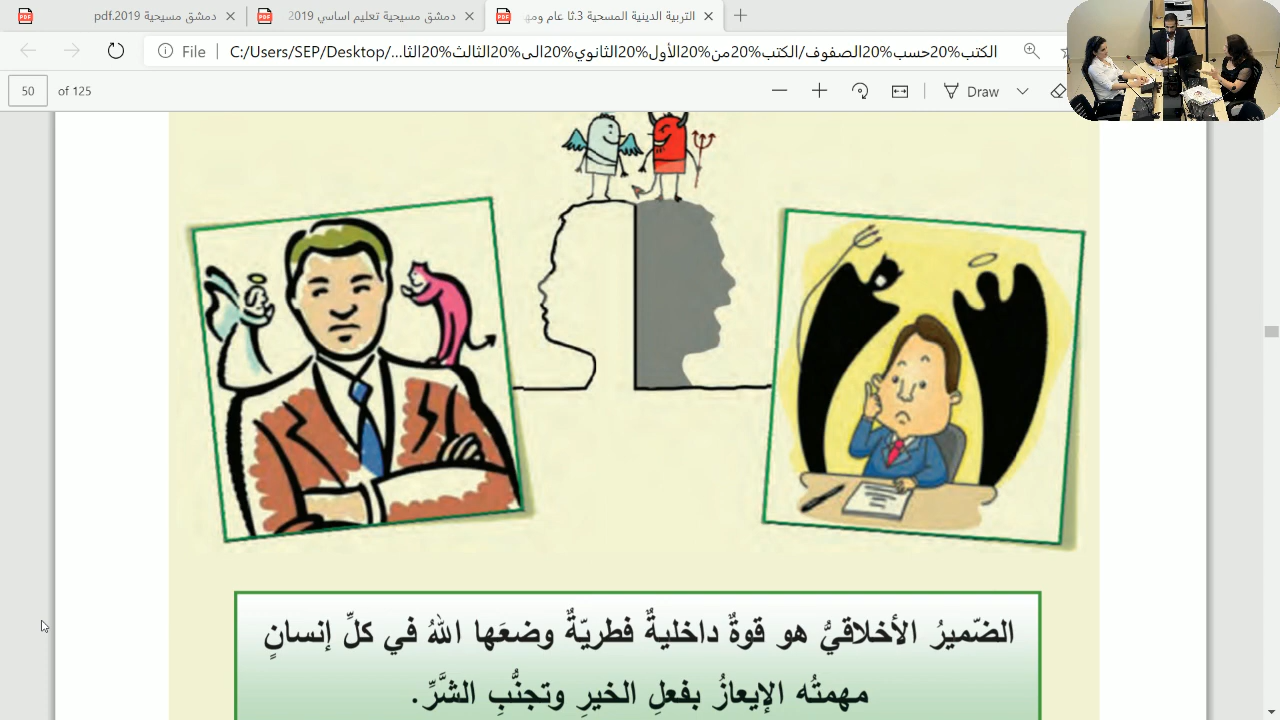 دمشق مسيحية 2019.pdf
دمشق مسيحية تعليم اساسي 2019
التربية الدينية المسحية 3.ثا عام ومه
File
C:/Users/SEP/Desktop/الكتب%20حسب%20الصفوف/الكتب%20من%20الأول%20الثانوي%20الى%20الثالث%20الثا...
50 of 125
Draw
الضّميرُ الأخلاقيُّ هو قوةٌ داخليةٌ فطريّةٌ وضعَها اللهُ في كلِّ إنسانٍ
مهمتُه الإيعازُ بفعلِ الخيرِ وتجنُّبِ الشَّرِّ.